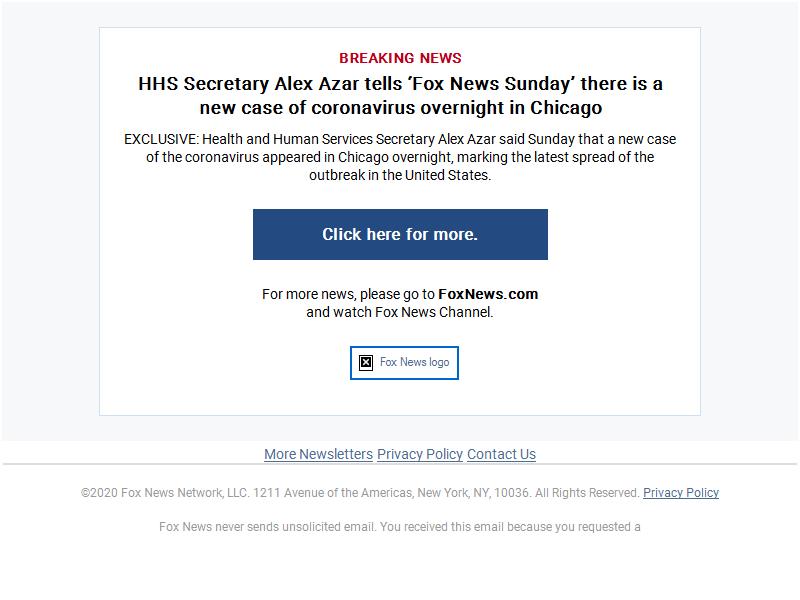 BREAKING NEWS
HHS Secretary Alex Azar tells ‘Fox News Sunday’ there is a
new case of coronavirus overnight in Chicago
EXCLUSIVE: Health and Human Services Secretary Alex Azar said Sunday that a new case
of the coronavirus appeared in Chicago overnight, marking the latest spread of the
outbreak in the United States.
Click here for more.
For more news, please go to FoxNews.com
and watch Fox News Channel.
Fox News logo
More Newsletters Privacy Policy Contact Us
©2020 Fox News Network, LLC. 1211 Avenue of the Americas, New York, NY, 10036. All Rights Reserved. Privacy Policy
Fox News never sends unsolicited email. You received this email because you requested a